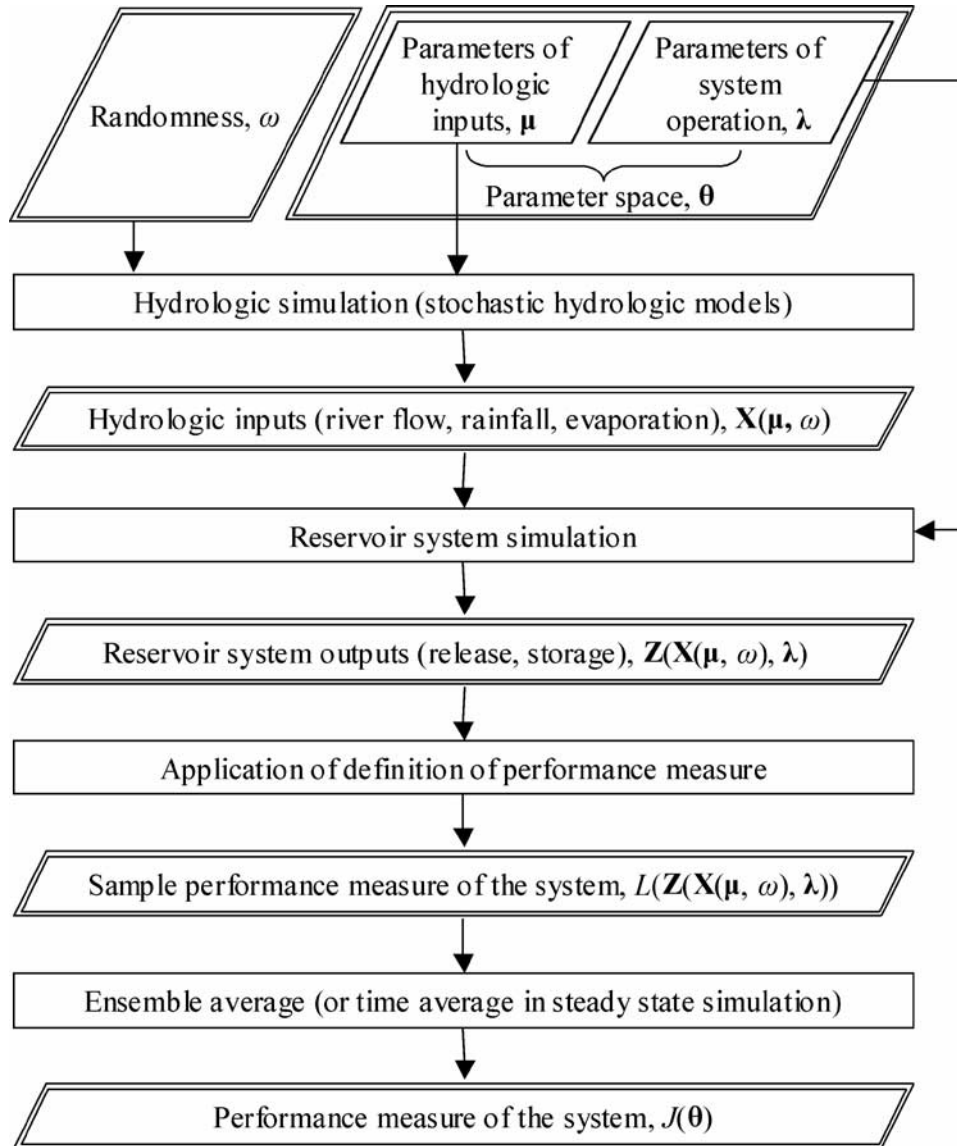 Randomness, ω
Parameters of
hydrologic
inputs, μ
Parameters of
system
operation, λ
Parameter space, θ
Hydrologic simulation (stochastic hydrologic models)
Hydrologic inputs (river flow, rainfall, evaporation), X(μ, ω)
Reservoir system simulation
Reservoir system outputs (release, storage), Z(X(μ, ω), λ)
Application of definition of performance measure
Sample performance measure of the system, L(Z(X(μ, ω), λ))
Ensemble average (or time average in steady state simulation)
Performance measure of the system, J(θ)